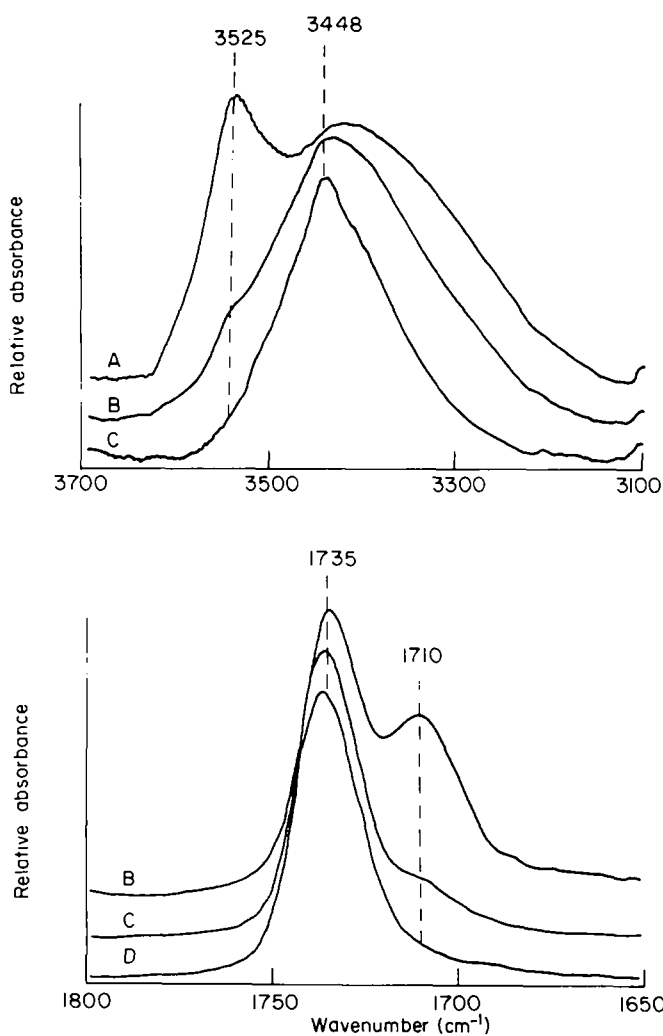 3525 3448
Relative absorbance
A
B
C
3700 3500 3300 3100
1735
1710
Relative absorbance
B
C
D
1800 1750 1700 1650
Wavenumber (cm⁻¹)